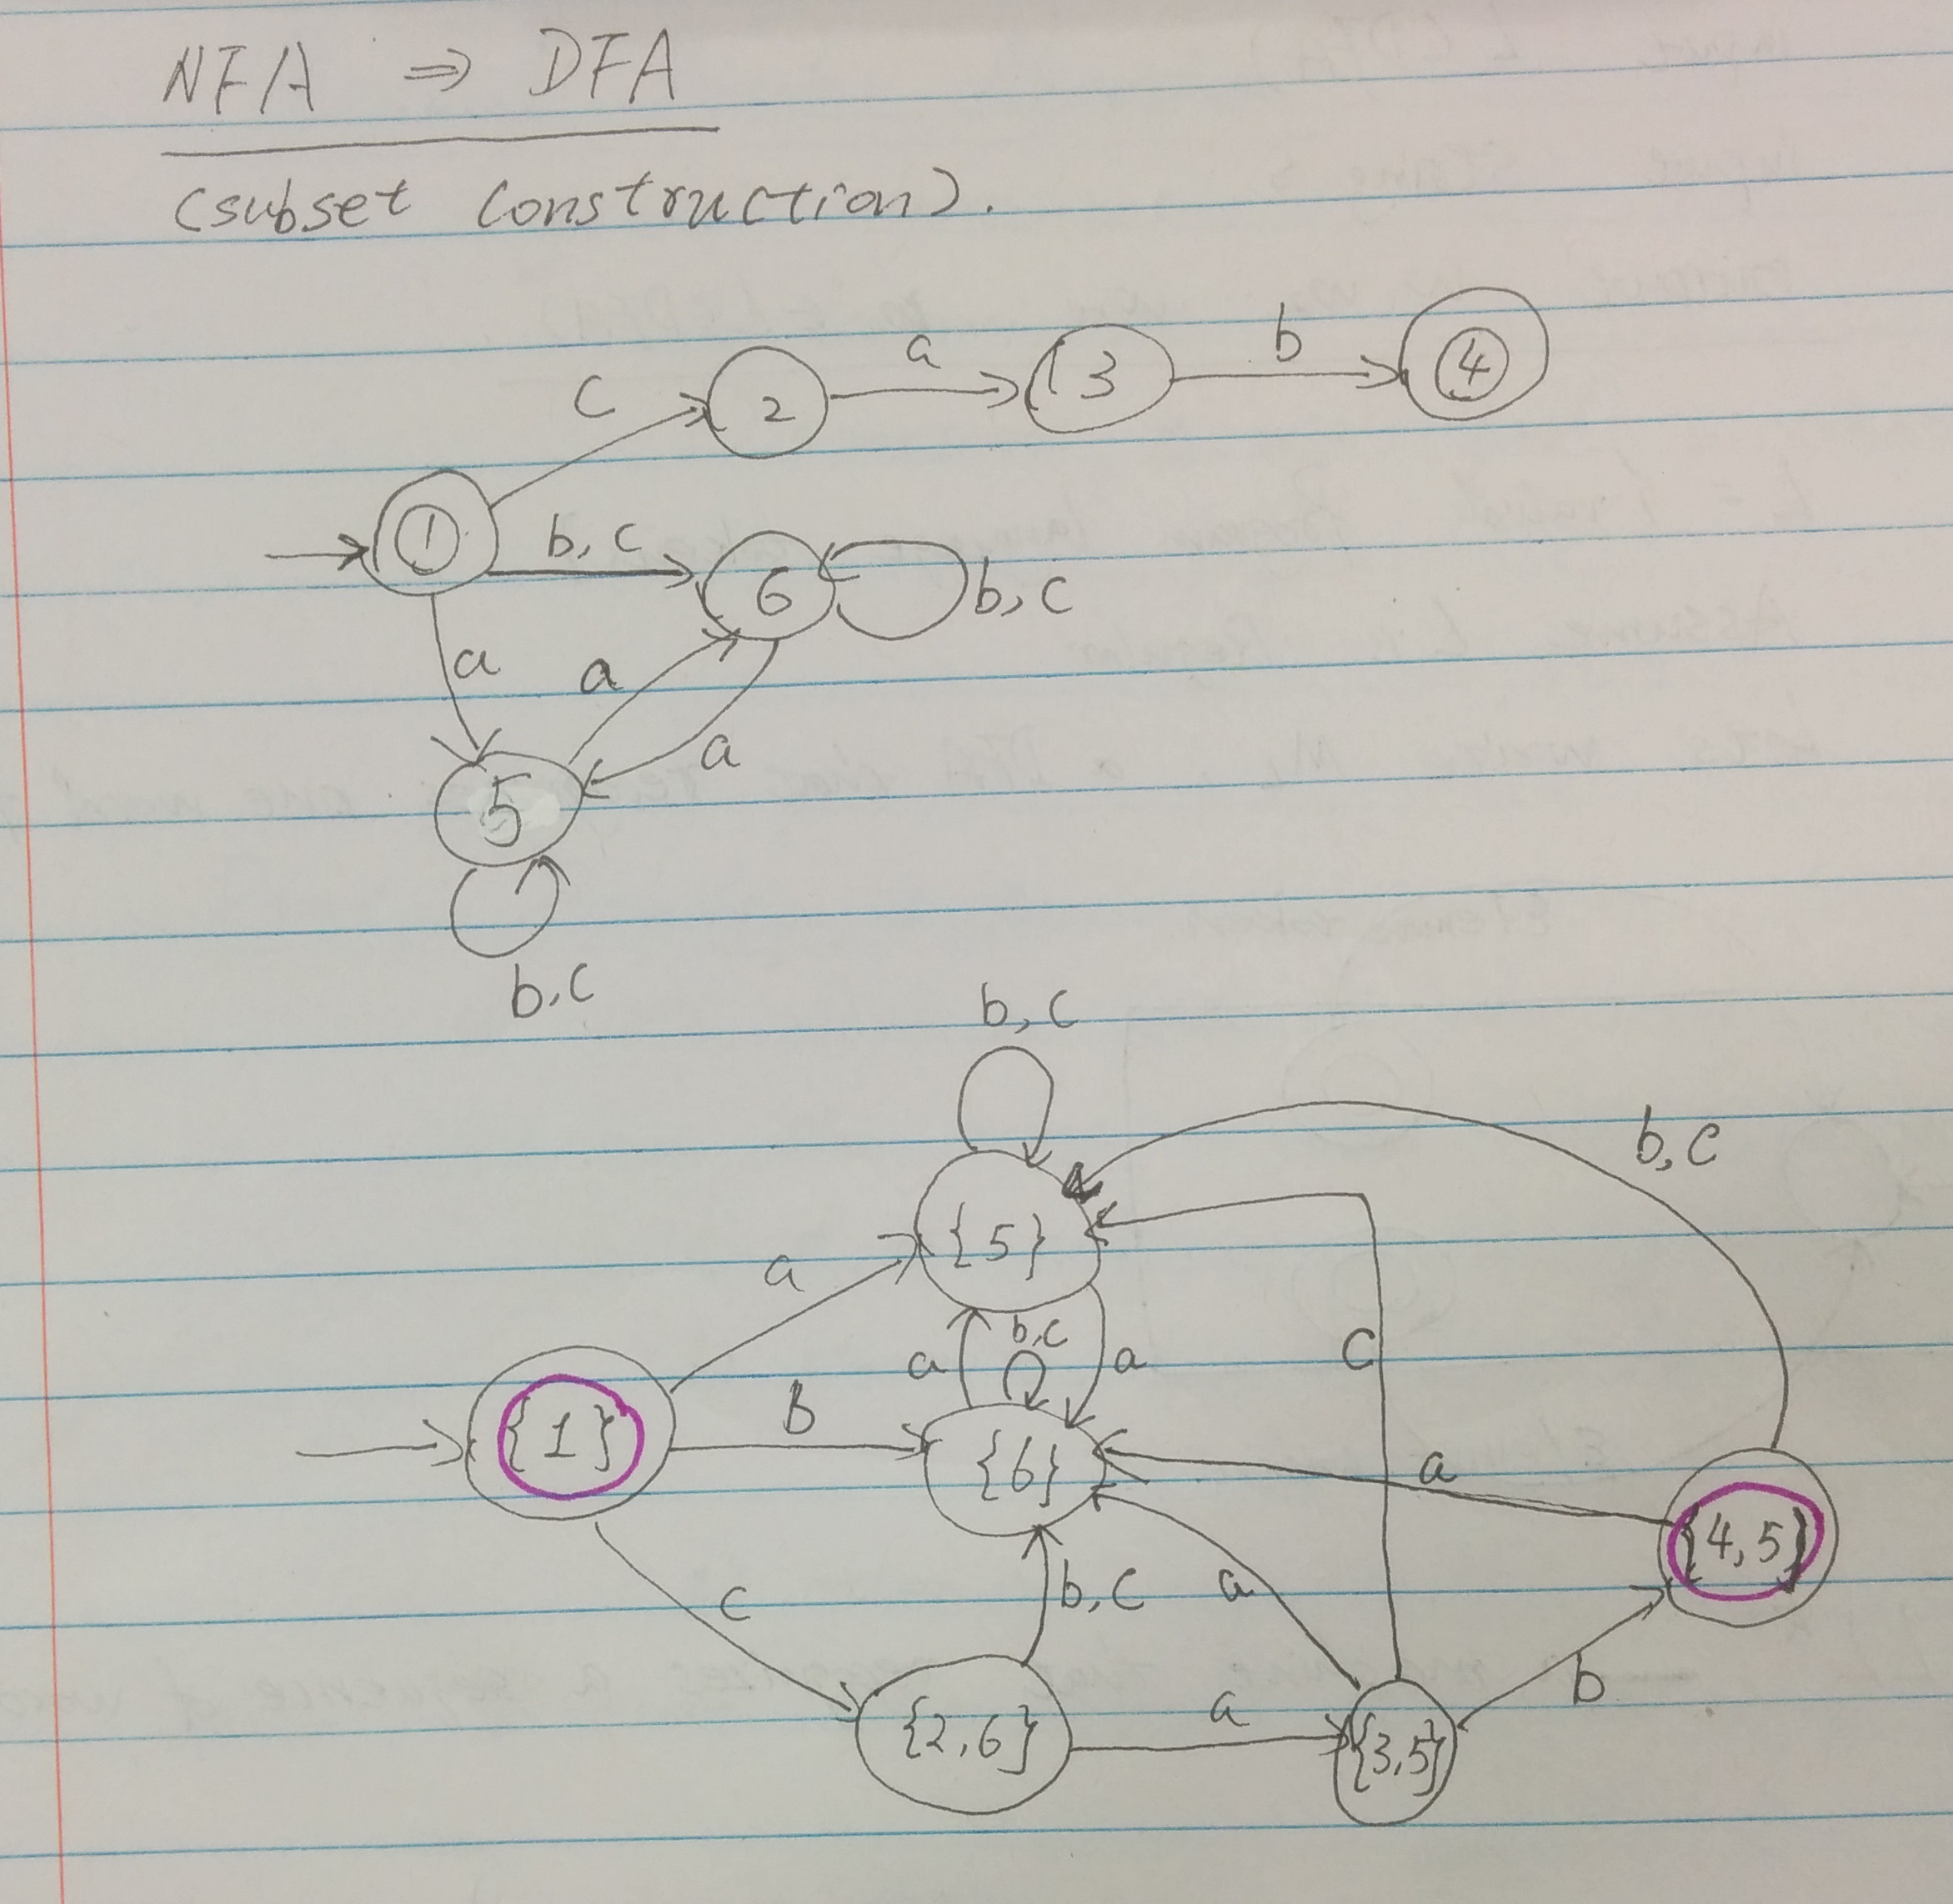 NFA ⇒ DFA
(subset construction).
c
2
a
3
b
4
1
b, c
6
b, c
a
a
a
5
b, c
b, c
b, c
{5}
a
b, c
a
a
c
{1}
B
{6}
a
{4,5}
c
b, c
a
b
{2,6}
a
{3,5}